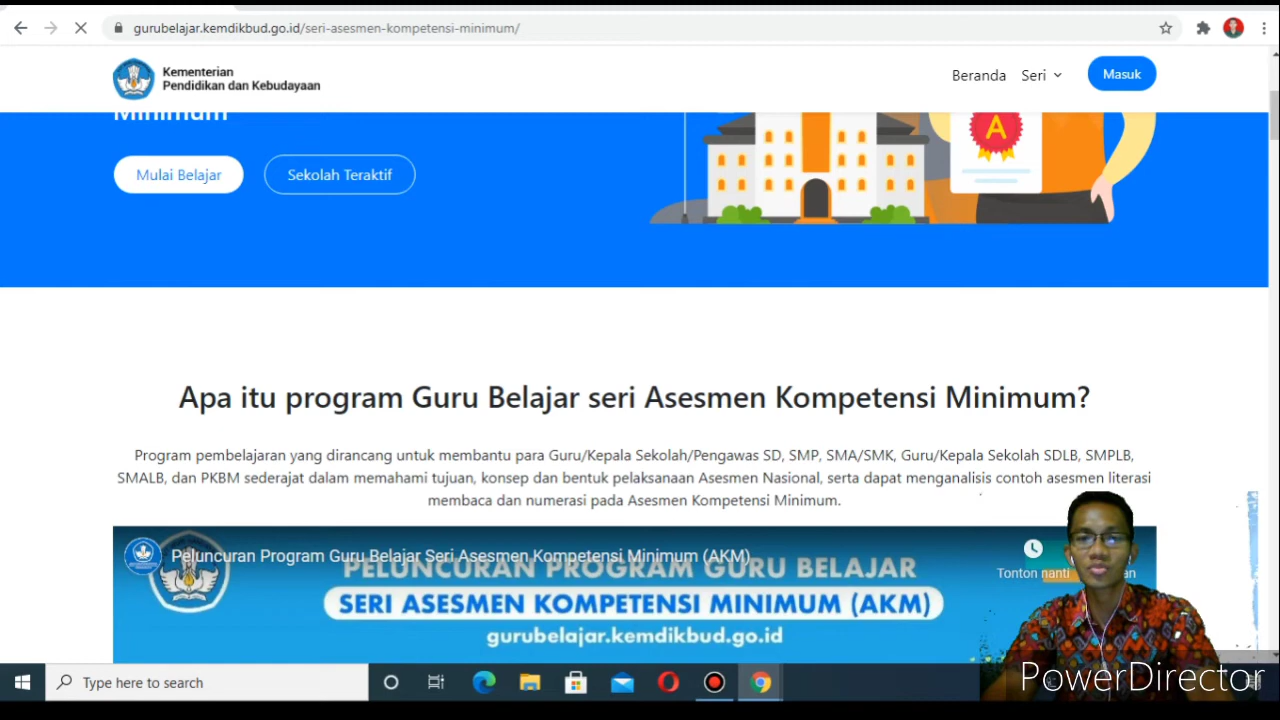 gurubelajar.kemdikbud.go.id/seri-asesmen-kompetensi-minimum/
Kementerian
Pendidikan dan Kebudayaan
Beranda Seri Masuk
Minimum
A
Mulai Belajar Sekolah Teraktif
Apa itu program Guru Belajar seri Asesmen Kompetensi Minimum?
Program pembelajaran yang dirancang untuk membantu para Guru/Kepala Sekolah/Pengawas SD, SMP, SMA/SMK, Guru/Kepala Sekolah SDLB, SMPLB,
SMALB, dan PKBM sederajat dalam memahami tujuan, konsep dan bentuk pelaksanaan Asesmen Nasional, serta dapat menganalisis contoh asesmen literasi
membaca dan numerasi pada Asesmen Kompetensi Minimum.
Peluncuran Program Guru Belajar Seri Asesmen Kompetensi Minimum (AKM)
PELUNCURAN PROGRAM GURU BELAJAR
Tonton nanti
SERI ASESMEN KOMPETENSI MINIMUM (AKM)
gurubelajar.kemdikbud.go.id
Type here to search
PowerDirector